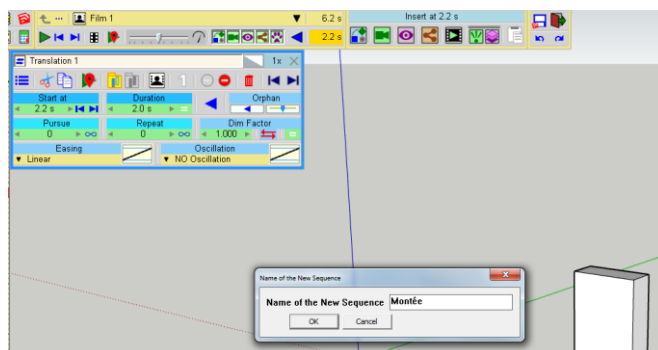 Film 1
6.2 s
Insert at 2.2 s
2.2 s
Translation 1
1x
Start at
Duration
Orphan
2.2 s
2.0 s
Pursue
Repeat
Dim Factor
0
0
1.000
Easing
Oscillation
Linear
NO Oscillation
Name of the New Sequence
Name of the New Sequence Montée
OK Cancel